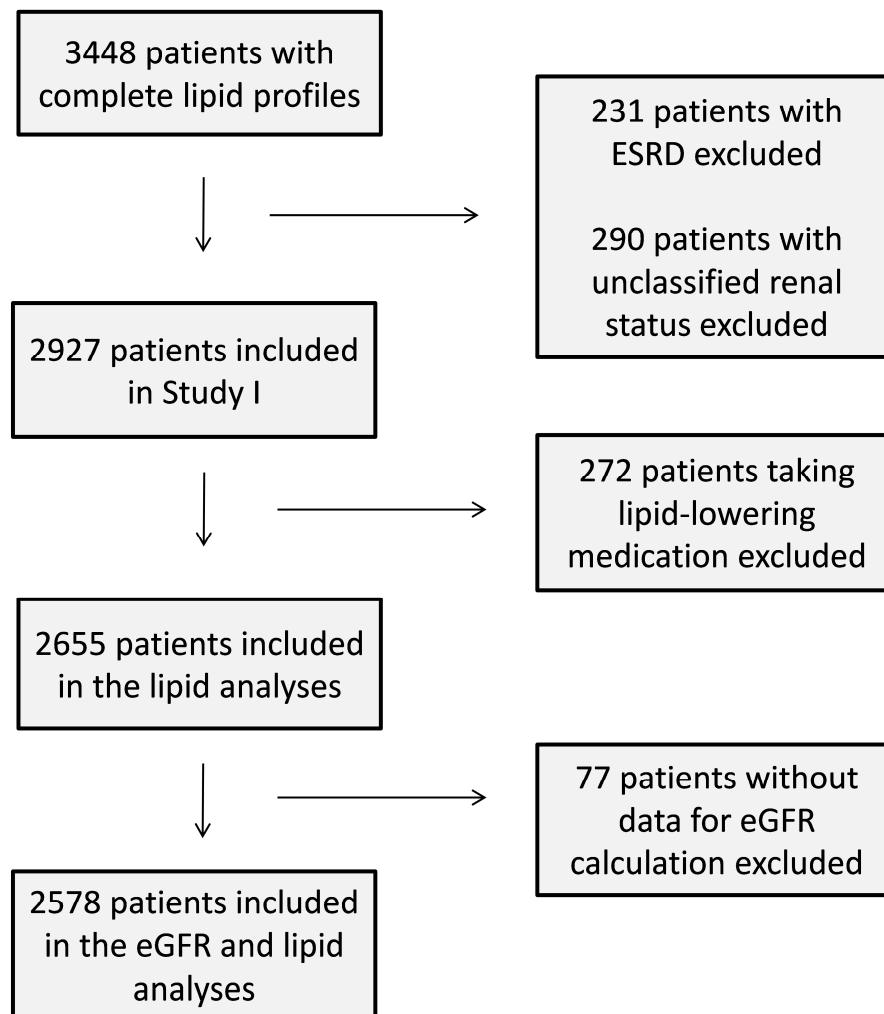 3448 patients with
complete lipid profiles
231 patients with
ESRD excluded
290 patients with
unclassified renal
status excluded
2927 patients included
in Study I
272 patients taking
lipid-lowering
medication excluded
2655 patients included
in the lipid analyses
77 patients without
data for eGFR
calculation excluded
2578 patients included
in the eGFR and lipid
analyses